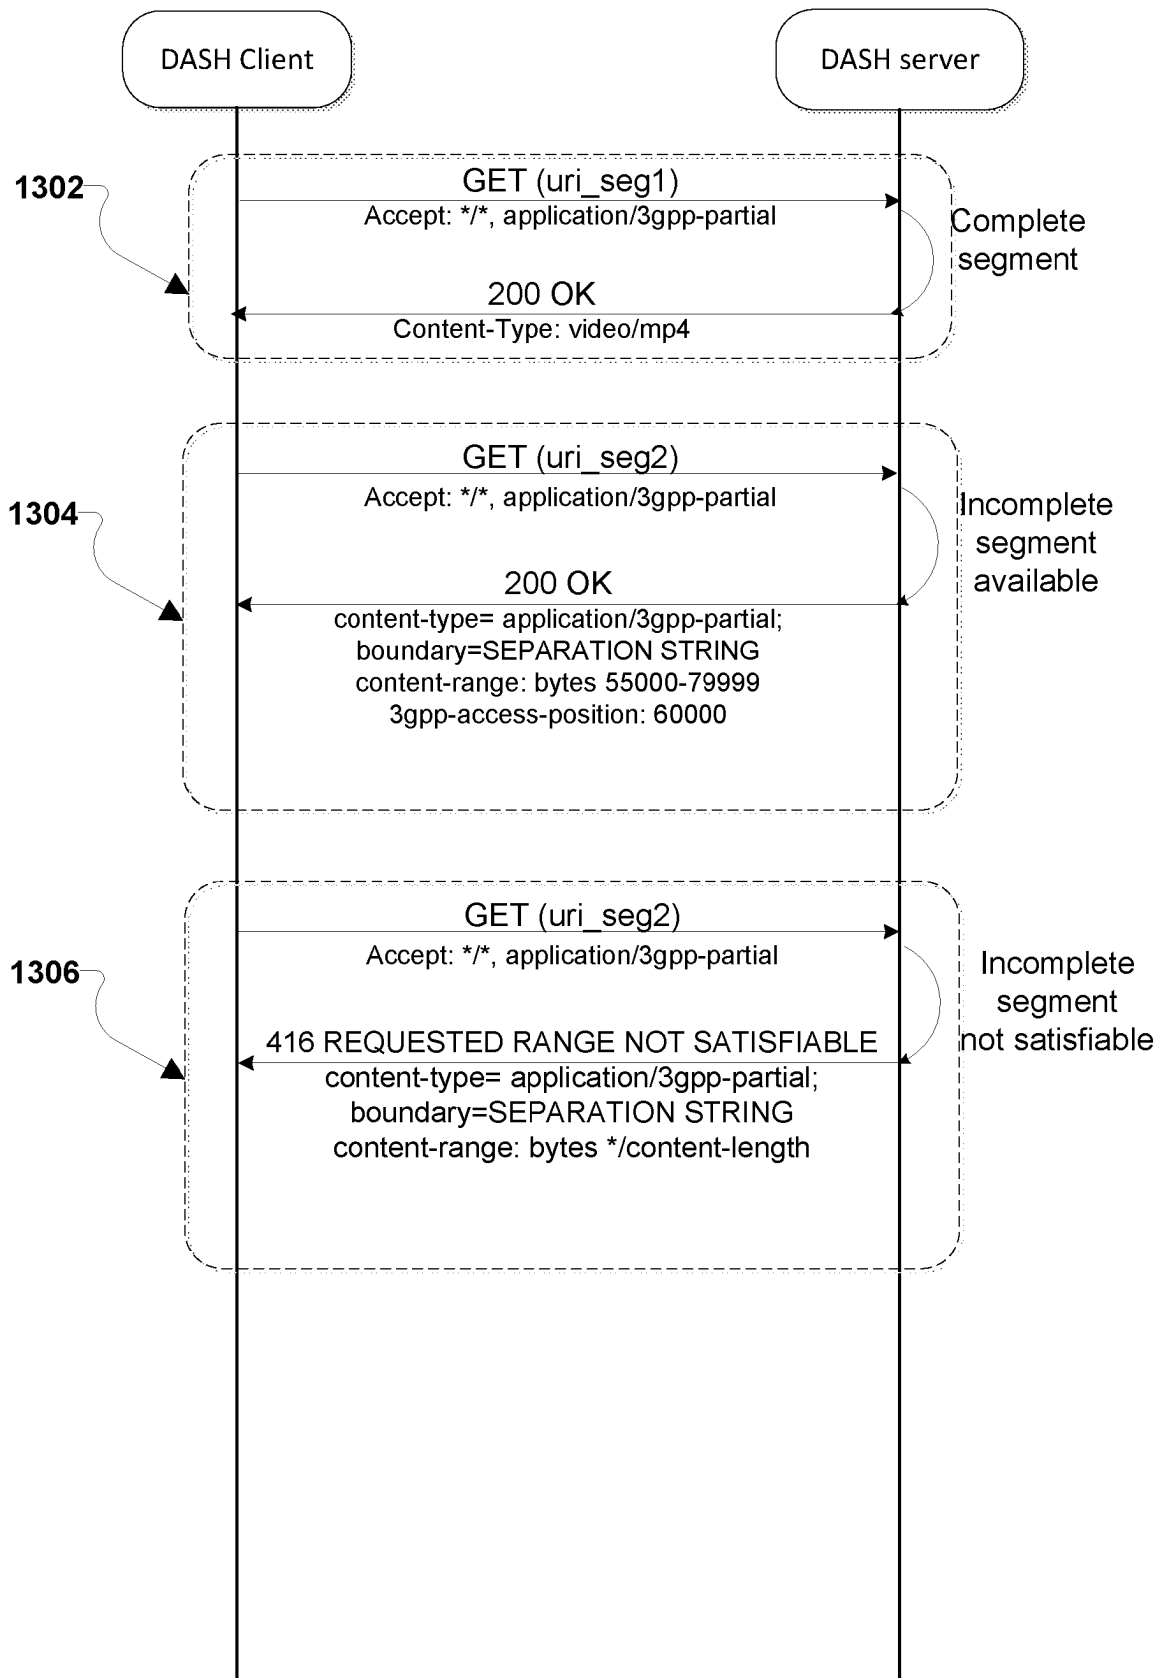 DASH Client
DASH server
1302
GET (uri_seg1)
Accept: */*, application/3gpp-partial
Complete
segment
200 OK
Content-Type: video/mp4
1304
GET (uri_seg2)
Accept: */*, application/3gpp-partial
Incomplete
segment
available
200 OK
content-type= application/3gpp-partial;
boundary=SEPARATION STRING
content-range: bytes 55000-79999
3gpp-access-position: 60000
1306
GET (uri_seg2)
Accept: */*, application/3gpp-partial
Incomplete
segment
not satisfiable
416 REQUESTED RANGE NOT SATISFIABLE
content-type= application/3gpp-partial;
boundary=SEPARATION STRING
content-range: bytes */content-length